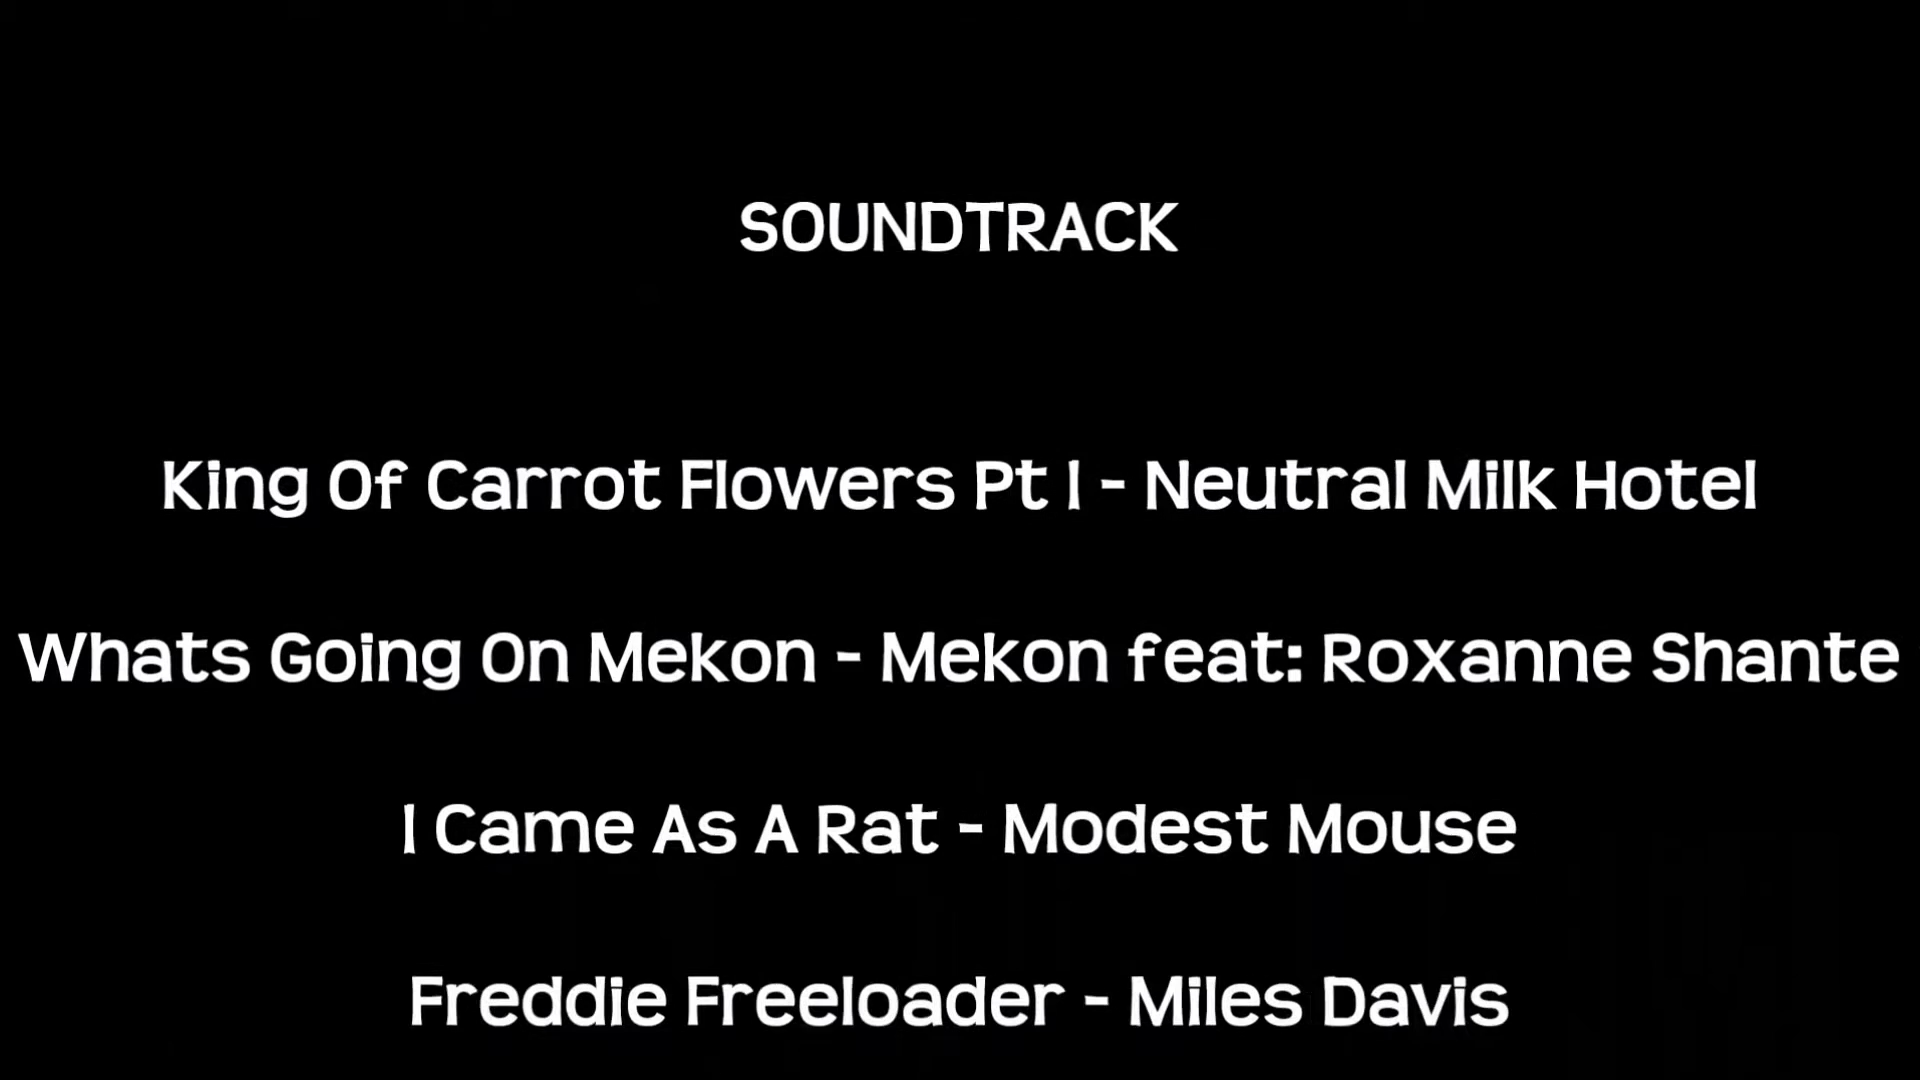 SOUNDTRACK
King Of Carrot Flowers Pt 1 - Neutral Milk Hotel
Whats Going On Mekon - Mekon feat: Roxanne Shante
I Came As A Rat - Modest Mouse
Freddie Freeloader - Miles Davis